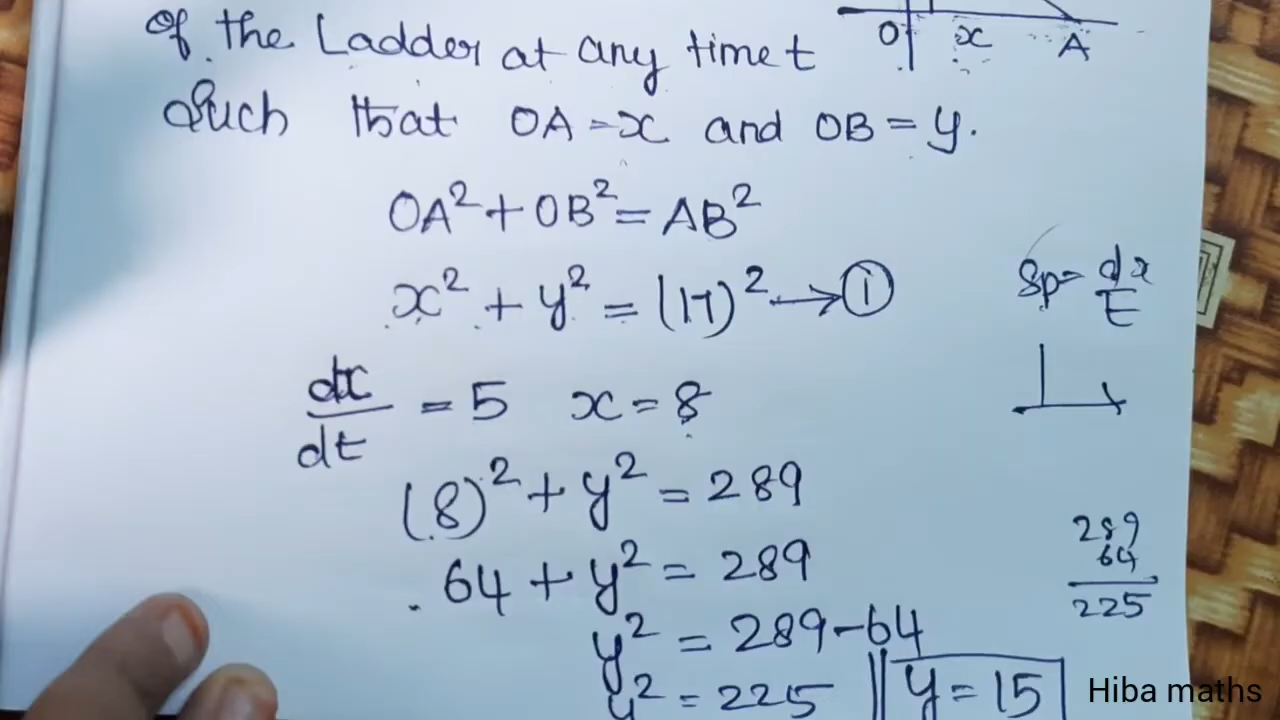 of the Ladder at any time t
O x A
Such that OA = x and OB = y.
OA² + OB² = AB²
x² + y² = (17)² → ①
Sp = dx/t
dx/dt = 5 x = 8
(8)² + y² = 289
64 + y² = 289
289
64
225
y² = 289 - 64
y² = 225 || y = 15
Hiba maths